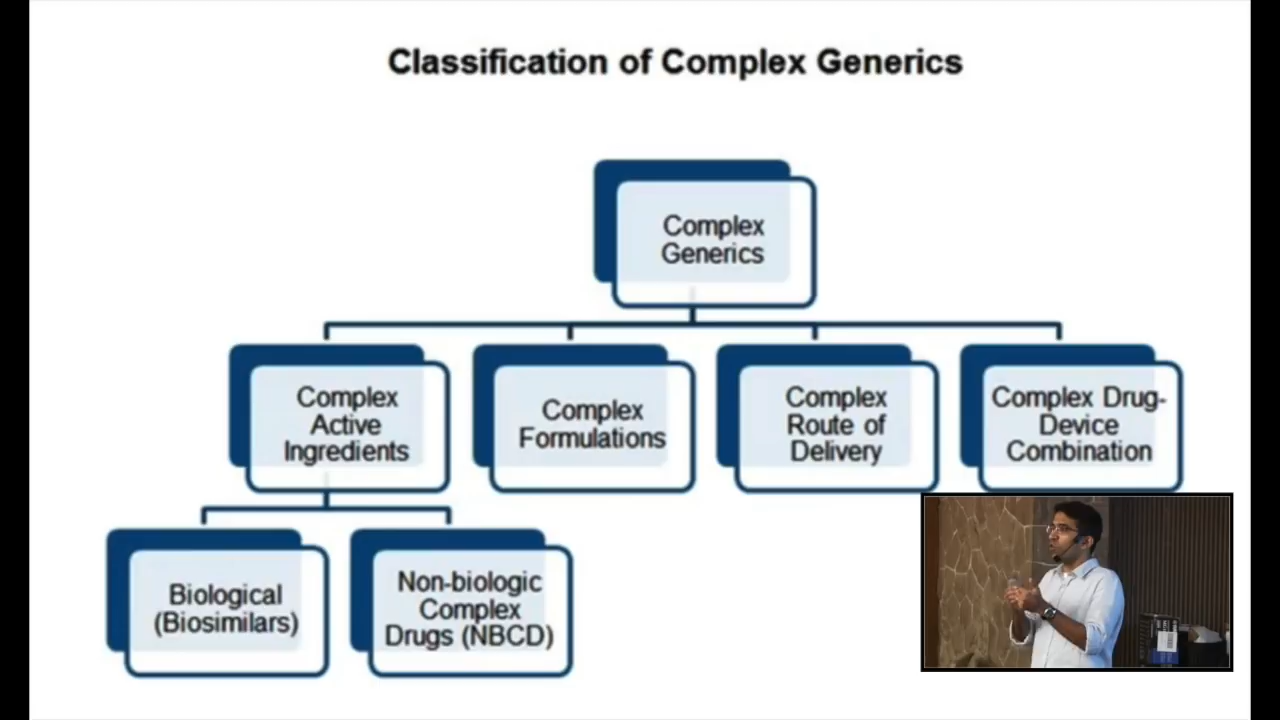 Classification of Complex Generics
Complex
Generics
Complex
Active
Ingredients
Complex
Formulations
Complex
Route of
Delivery
Complex Drug-
Device
Combination
Biological
(Biosimilars)
Non-biologic
Complex
Drugs (NBCD)